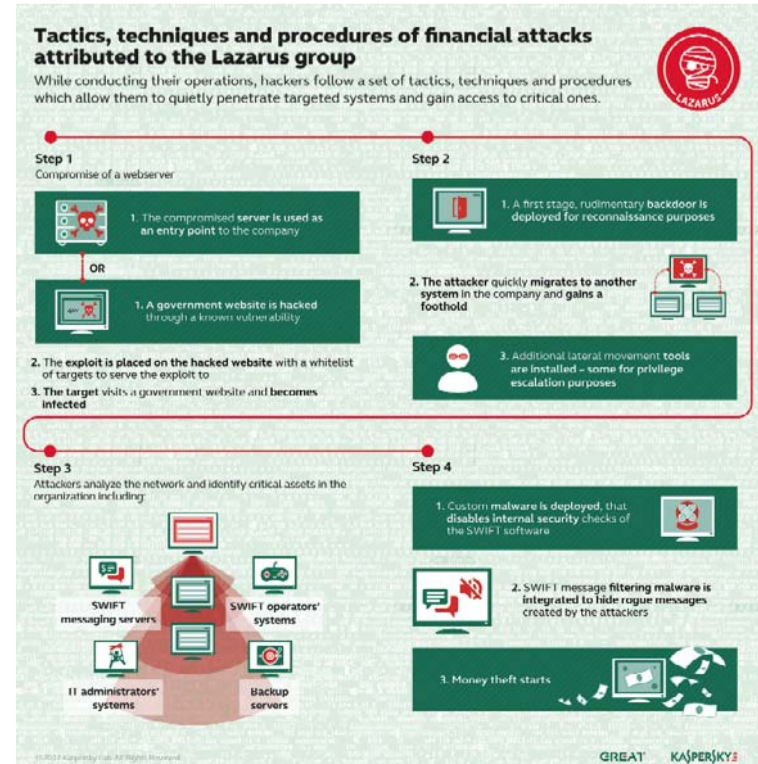 Tactics, techniques and procedures of financial attacks
attributed to the Lazarus group
While conducting their operations, hackers follow a set of tactics, techniques and procedures
which allow them to quietly penetrate targeted systems and gain access to critical ones.
LAZARUS
Step 1
Compromise of a webserver
1. The compromised server is used as
an entry point to the company
OR
1. A government website is hacked
through a known vulnerability
2. The exploit is placed on the hacked website with a whitelist
of targets to serve the exploit to
3. The target visits a government website and becomes
infected
Step 2
1. A first stage, rudimentary backdoor is
deployed for reconnaissance purposes
2. The attacker quickly migrates to another
system in the company and gains a
foothold
3. Additional lateral movement tools
are installed – some for privilege
escalation purposes
Step 3
Attackers analyze the network and identify critical assets in the
organization including:
SWIFT
messaging servers
SWIFT operators'
systems
IT administrators'
systems
Backup
servers
Step 4
1. Custom malware is deployed, that
disables internal security checks of
the SWIFT software
2. SWIFT message filtering malware is
integrated to hide rogue messages
created by the attackers
3. Money theft starts
© 2017 Kaspersky Lab. All Rights Reserved.
GREAT
KASPERSKY